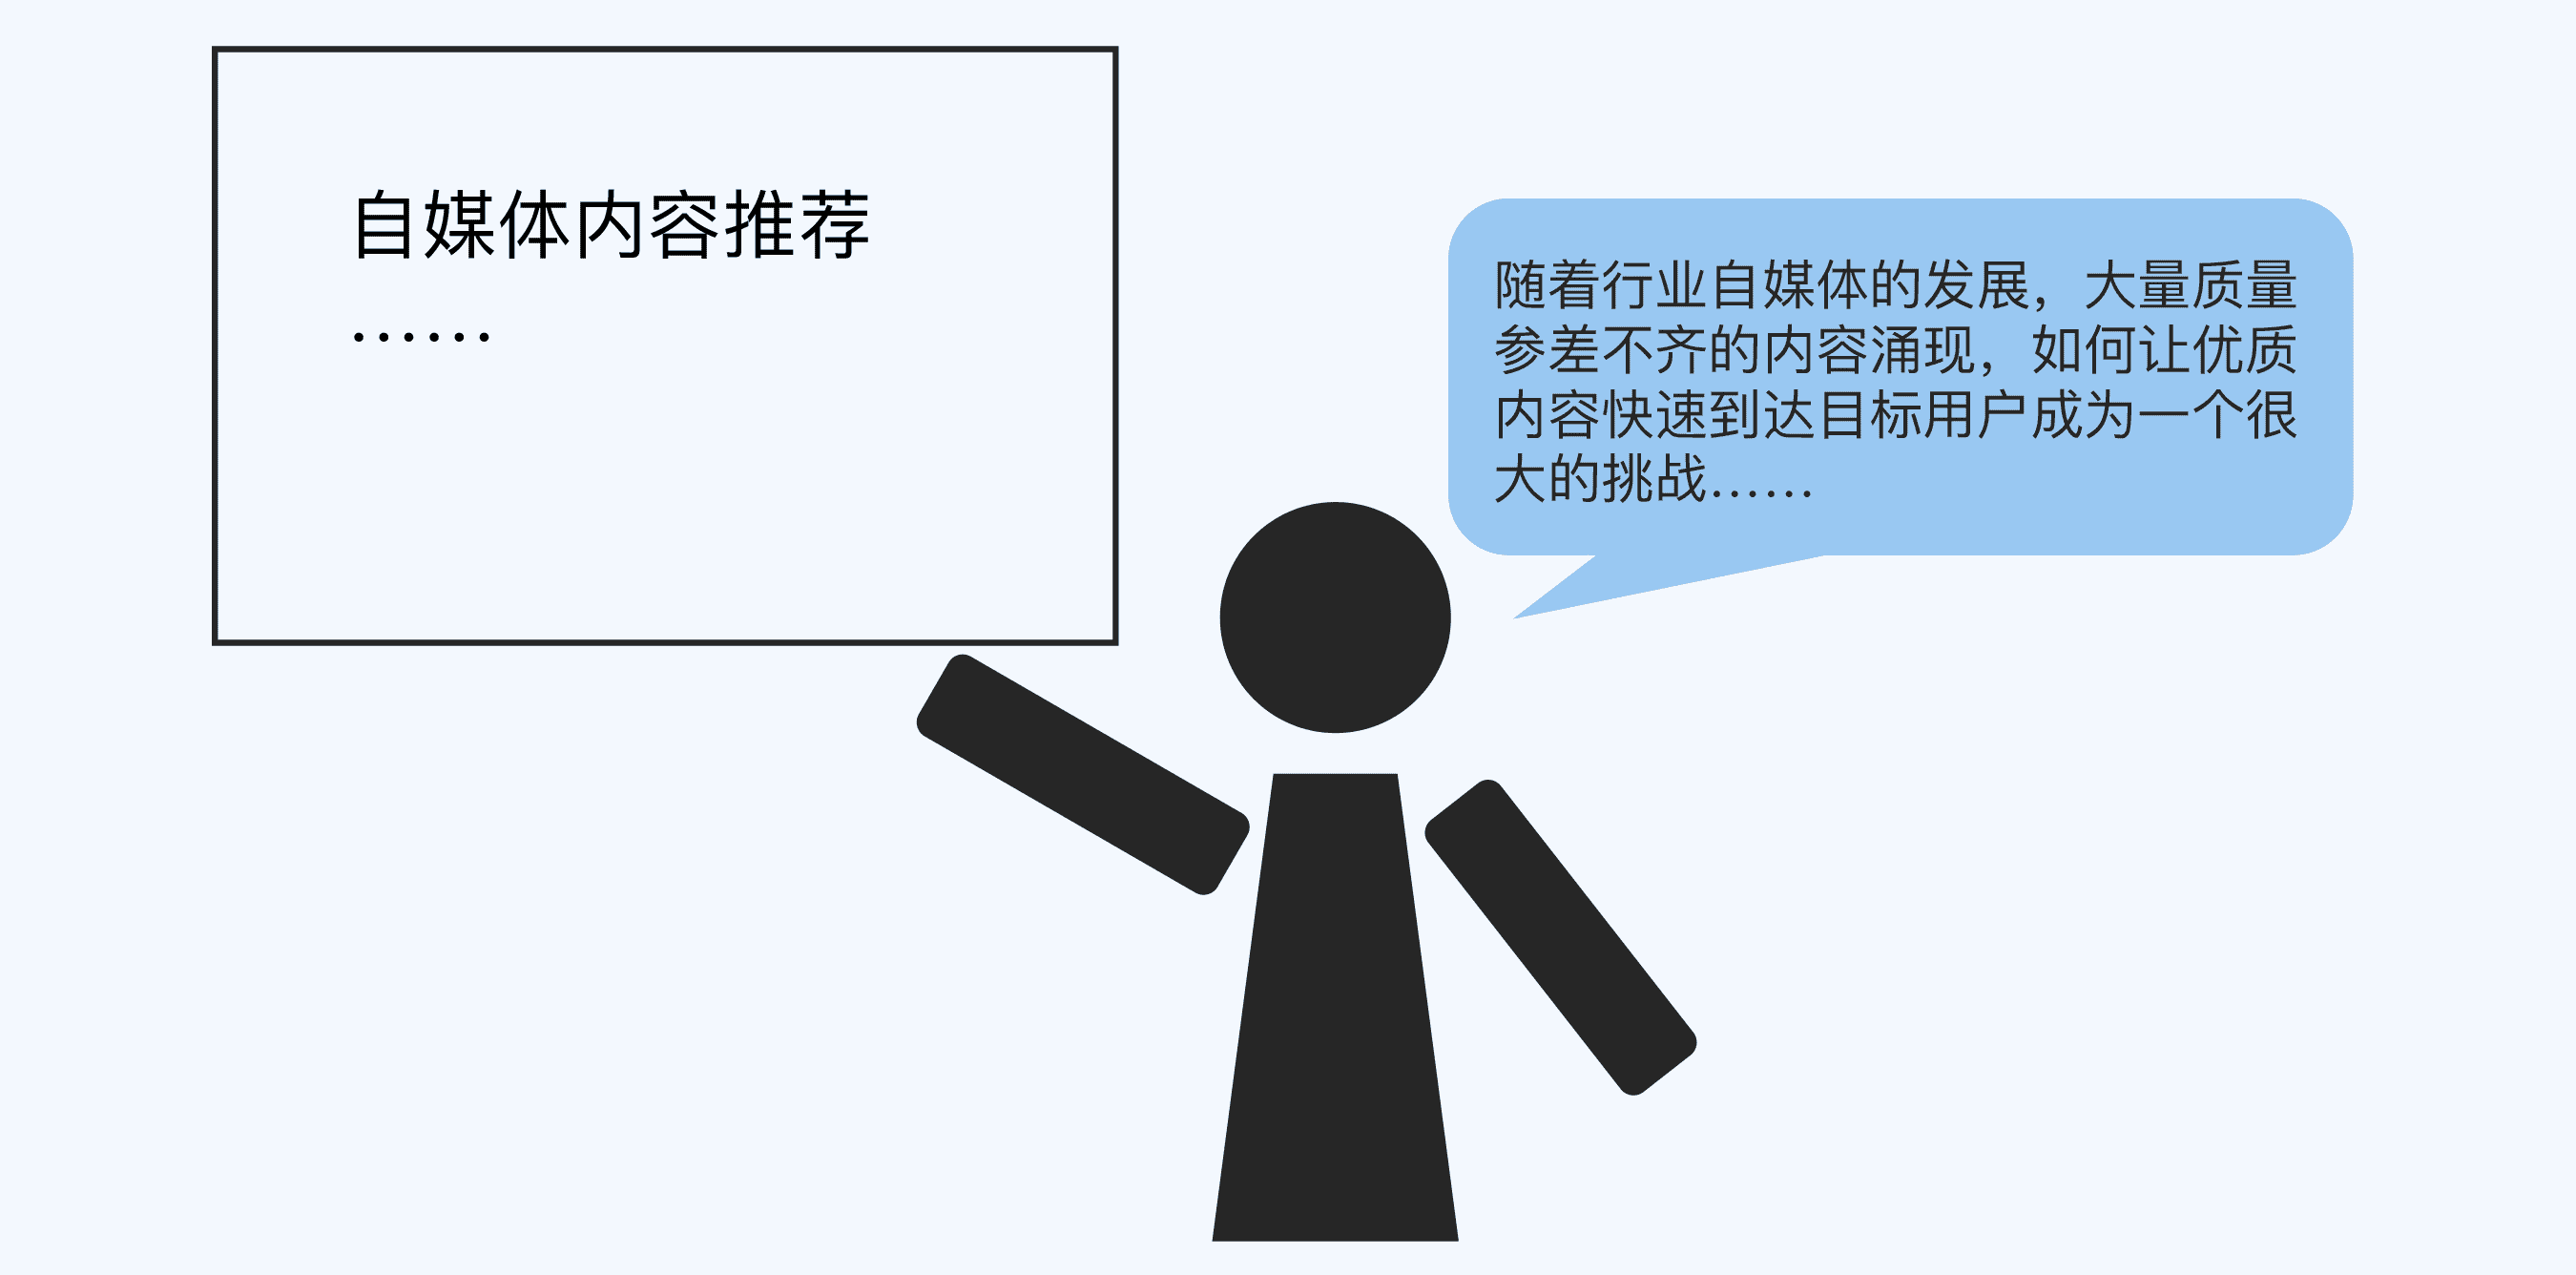 自媒体内容推荐
……
随着行业自媒体的发展，大量质量
参差不齐的内容涌现，如何让优质
内容快速到达目标用户成为一个很
大的挑战……